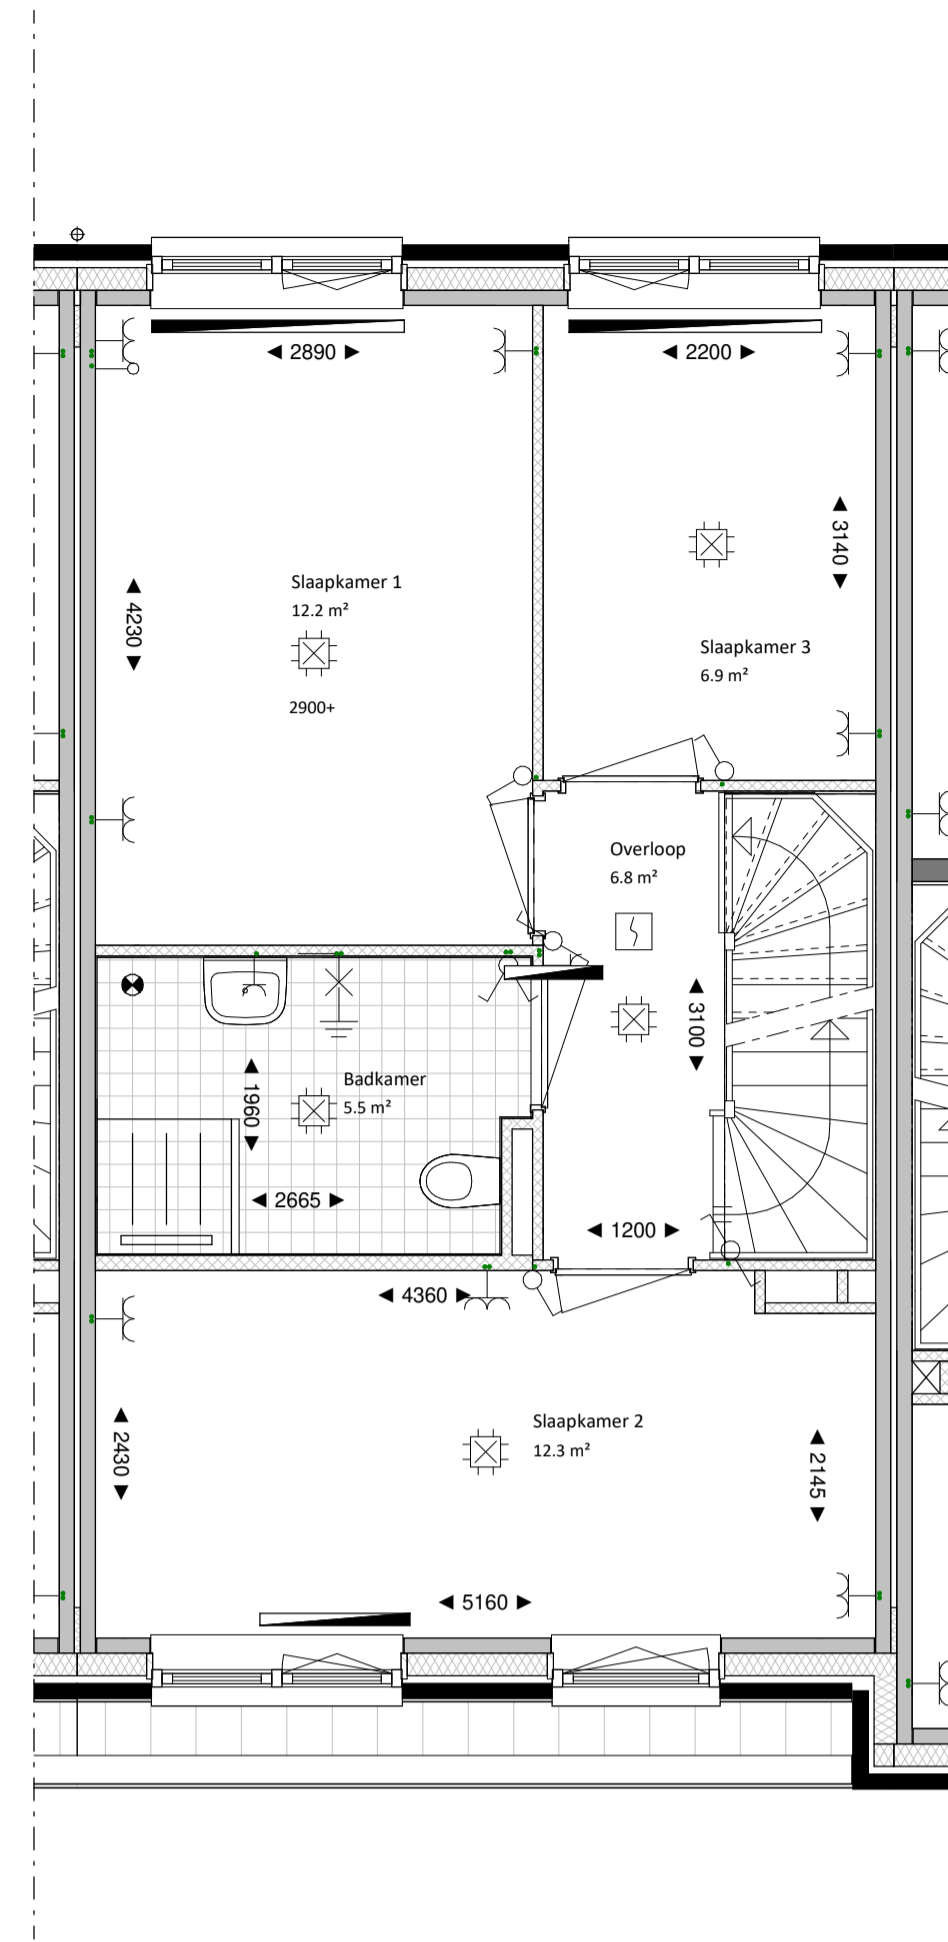 ◄ 2890 ►
◄ 2200 ►
◄ 3140 ►
Slaapkamer 1
12.2 m²
◄ 4230 ►
Slaapkamer 3
6.9 m²
2900+
Overloop
6.8 m²
◄ 3100 ►
Badkamer
5.5 m²
◄ 1960 ►
◄ 2665 ►
◄ 1200 ►
◄ 4360 ►
Slaapkamer 2
12.3 m²
◄ 2430 ►
◄ 2145 ►
◄ 5160 ►